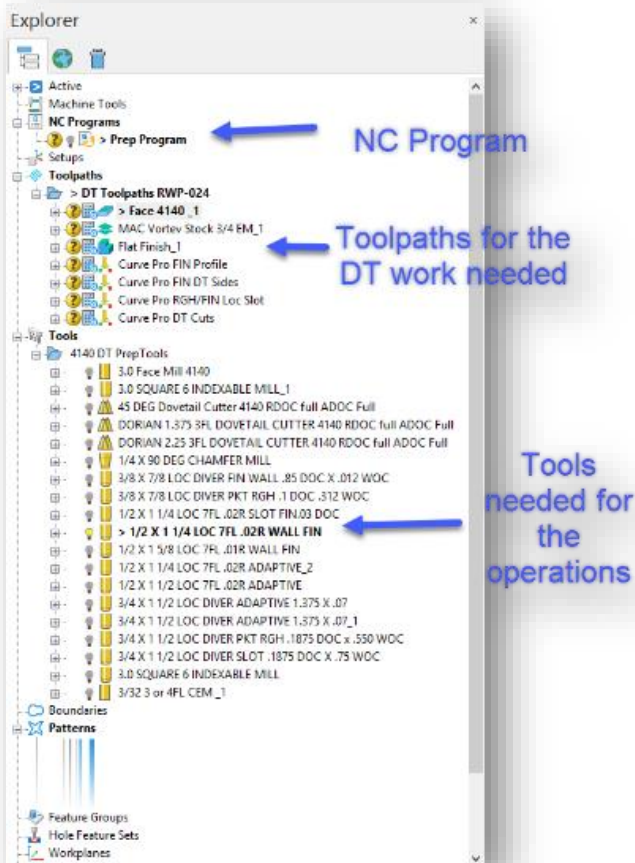 Explorer
Active
Machine Tools
NC Programs
> Prep Program
NC Program
Setups
Toolpaths
> DT Toolpaths RWP-024
> Face 4140 _1
MAC Vortev Stock 3/4 EM_1
Flat Finish_1
Toolpaths for the
DT work needed
Curve Pro FIN Profile
Curve Pro FIN DT Sides
Curve Pro RGH/FIN Loc Slot
Curve Pro DT Cuts
Tools
4140 DT PrepTools
3.0 Face Mill 4140
3.0 SQUARE 6 INDEXABLE MILL_1
45 DEG Dovetail Cutter 4140 RDOC full ADOC Full
DORIAN 1.375 3FL DOVETAIL CUTTER 4140 RDOC full ADOC Full
DORIAN 2.25 3FL DOVETAIL CUTTER 4140 RDOC full ADOC Full
1/4 X 90 DEG CHAMFER MILL
3/8 X 7/8 LOC DIVER FIN WALL .85 DOC X .012 WOC
3/8 X 7/8 LOC DIVER PKT RGH .1 DOC .312 WOC
1/2 X 1 1/4 LOC 7FL .02R SLOT FIN.03 DOC
> 1/2 X 1 1/4 LOC 7FL .02R WALL FIN
Tools
needed for
the
operations
1/2 X 1 5/8 LOC 7FL .01R WALL FIN
1/2 X 1 1/4 LOC 7FL .02R ADAPTIVE_2
1/2 X 1 1/2 LOC 7FL .02R ADAPTIVE
3/4 X 1 1/2 LOC DIVER ADAPTIVE 1.375 X .07
3/4 X 1 1/2 LOC DIVER ADAPTIVE 1.375 X .07_1
3/4 X 1 1/2 LOC DIVER PKT RGH .1875 DOC x .550 WOC
3/4 X 1 1/2 LOC DIVER SLOT .1875 DOC X .75 WOC
3.0 SQUARE 6 INDEXABLE MILL
3/32 3 or 4FL CEM _1
Boundaries
Patterns
Feature Groups
Hole Feature Sets
Workplanes